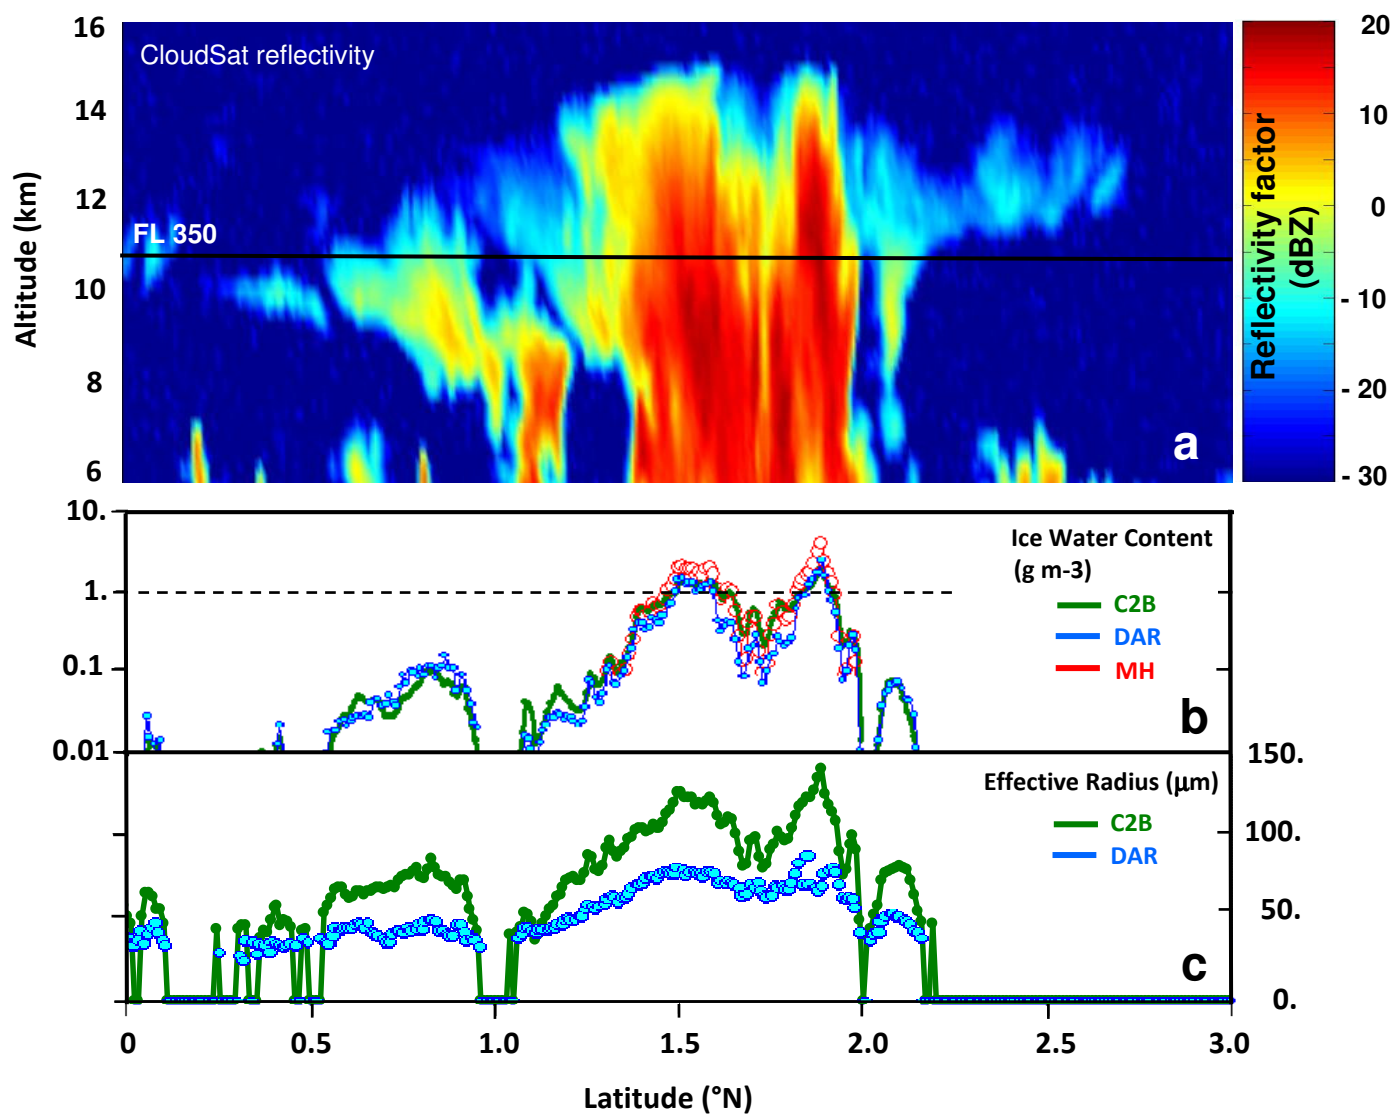 16
14
12
10
8
6
Altitude (km)
CloudSat reflectivity
FL 350
a
20
10
0
- 10
- 20
- 30
Reflectivity factor
(dBZ)
10.
1.
0.1
0.01
Ice Water Content
(g m-3)
C2B
DAR
MH
b
150.
100.
50.
0.
Effective Radius (μm)
C2B
DAR
c
0
0.5
1.0
1.5
2.0
2.5
3.0
Latitude (°N)